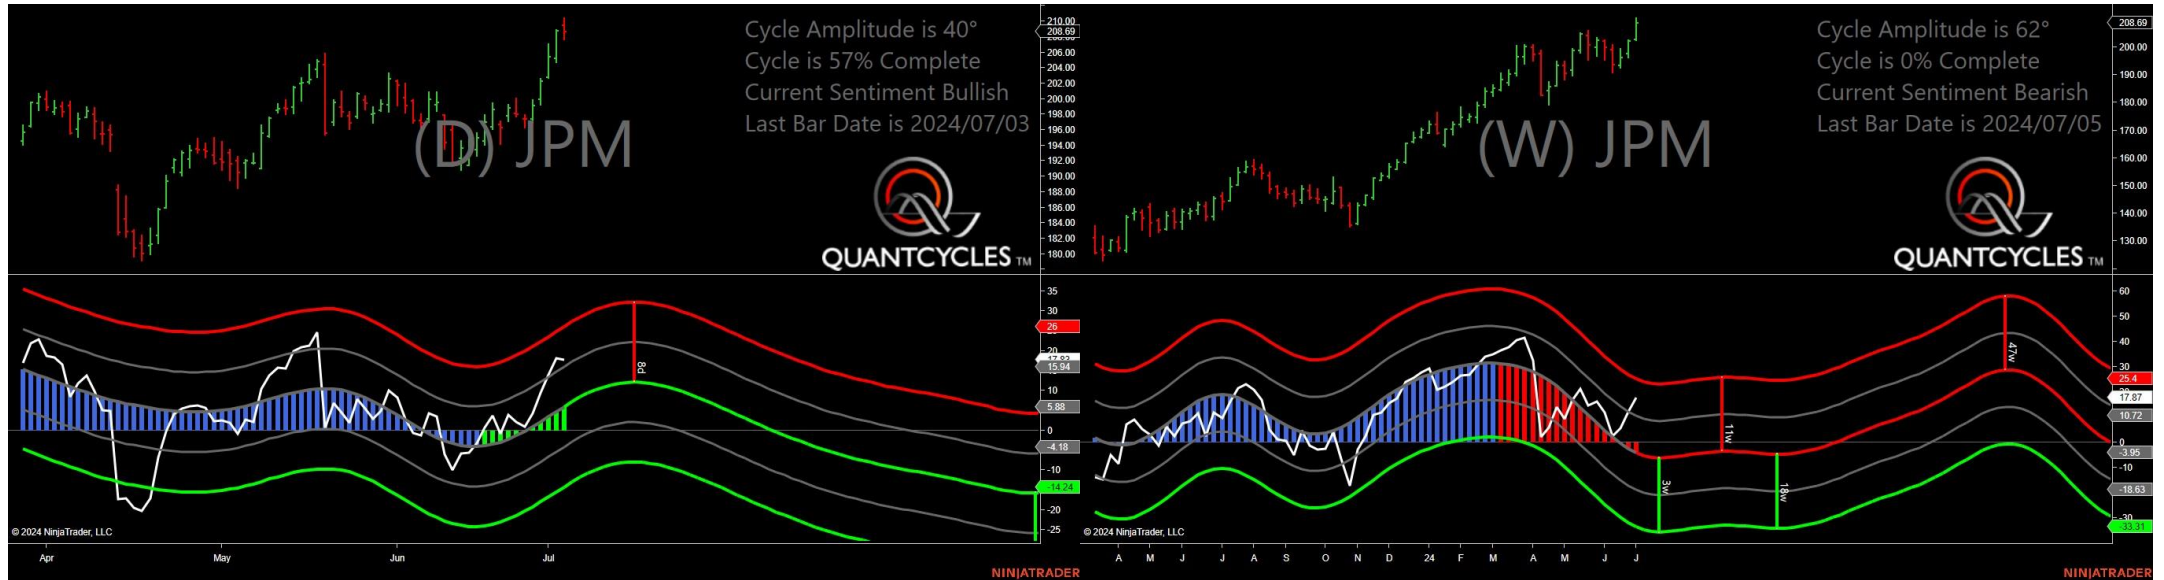 Cycle Amplitude is 40°
Cycle is 57% Complete
Current Sentiment Bullish
Last Bar Date is 2024/07/03
(D) JPM
QUANTCYCLES TM
210.00
208.69
206.00
204.00
202.00
200.00
198.00
196.00
194.00
192.00
190.00
188.00
186.00
184.00
182.00
180.00
35
30
25
26
20
17.83
15.94
10
5.88
0
-4.18
-10
-14.24
-20
-25
8d
© 2024 NinjaTrader, LLC
Apr May Jun Jul
NINJATRADER
Cycle Amplitude is 62°
Cycle is 0% Complete
Current Sentiment Bearish
Last Bar Date is 2024/07/05
(W) JPM
QUANTCYCLES TM
208.69
200.00
190.00
180.00
170.00
160.00
150.00
140.00
130.00
60
50
40
30
25.4
17.87
10.72
0
-3.95
-10
-18.63
-30
-33.31
47w
11w
3w
18w
© 2024 NinjaTrader, LLC
A M J J A S O N D 24 F M A M J J
NINJATRADER